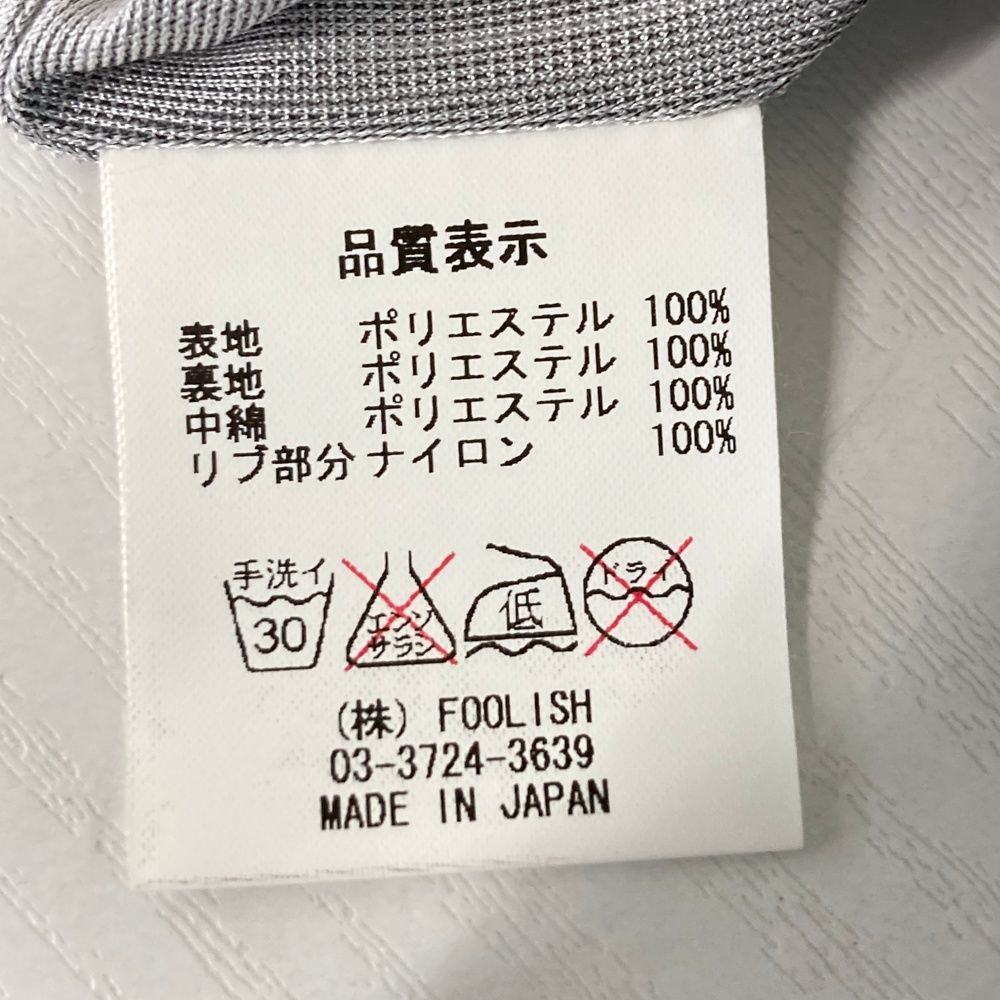 品質表示
表地 ポリエステル 100%
裏地 ポリエステル 100%
中綿 ポリエステル 100%
リブ部分 ナイロン 100%
手洗イ 30
エンソサラシ
低
ドライ
(株) FOOLISH
03-3724-3639
MADE IN JAPAN